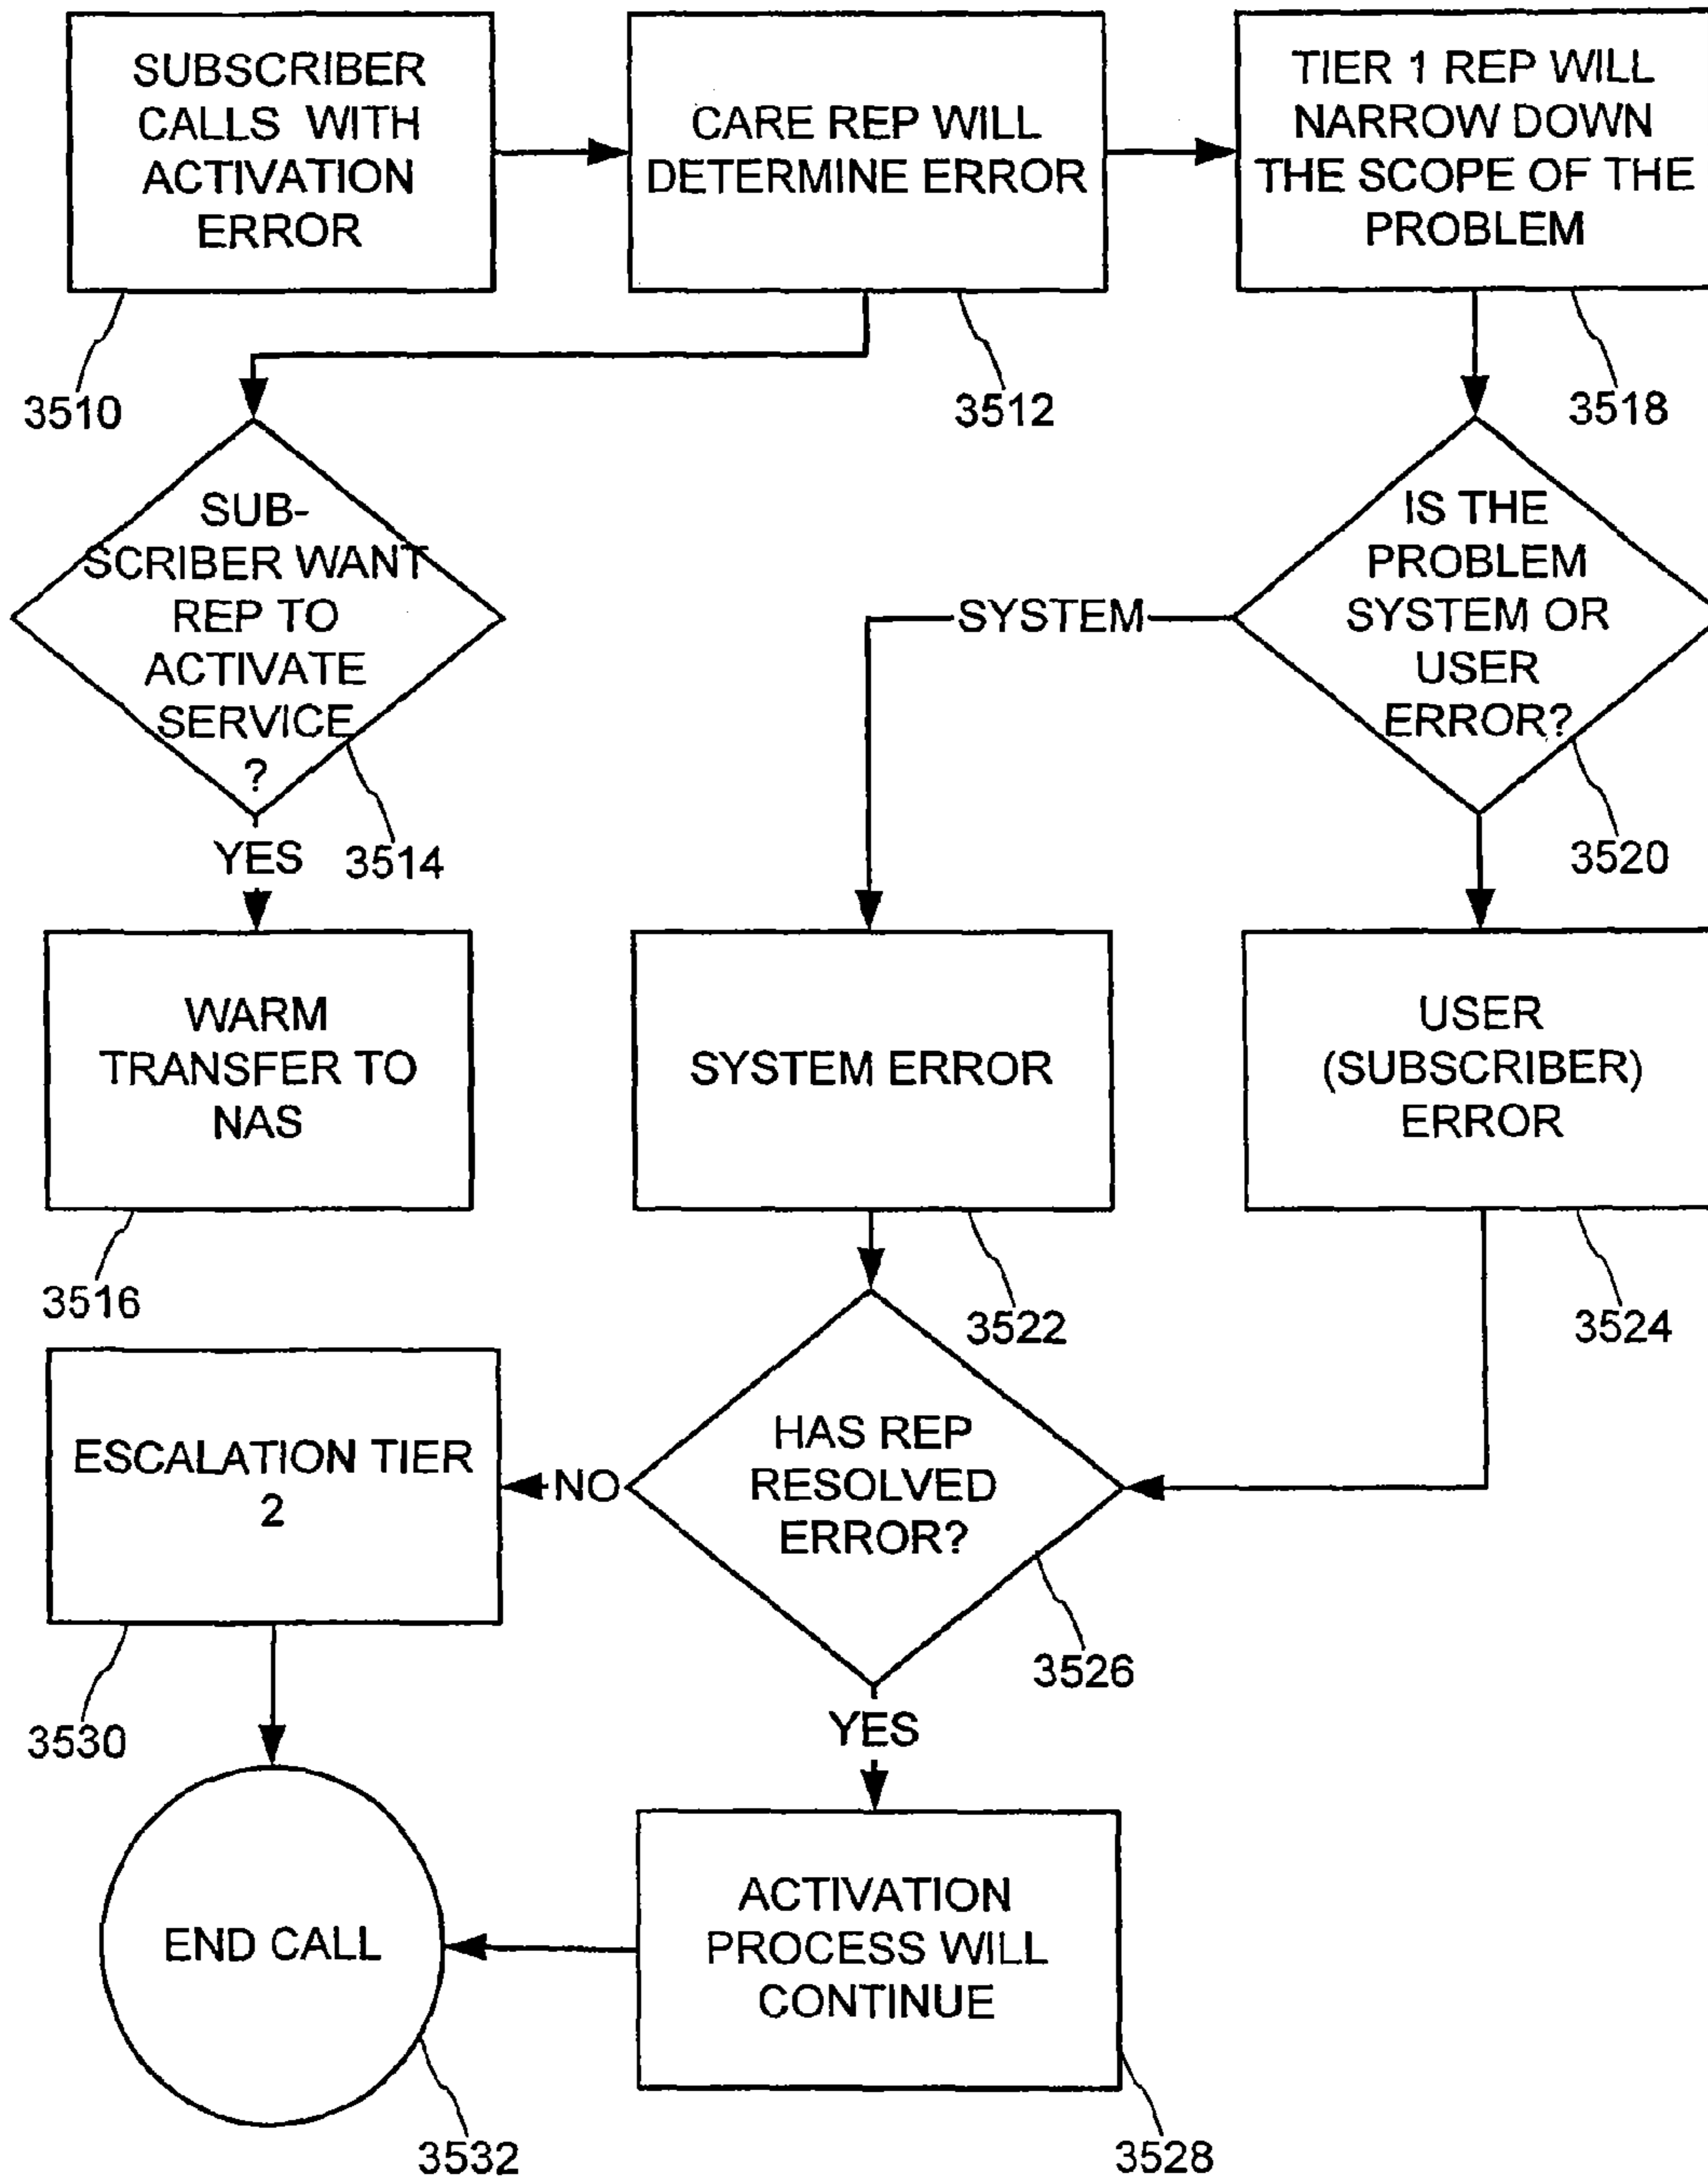 SUBSCRIBER
CALLS WITH
ACTIVATION
ERROR
3510
CARE REP WILL
DETERMINE ERROR
3512
TIER 1 REP WILL
NARROW DOWN
THE SCOPE OF THE
PROBLEM
3518
SUB-
SCRIBER WANT
REP TO
ACTIVATE
SERVICE
?
3514
YES
IS THE
PROBLEM
SYSTEM OR
USER
ERROR?
3520
SYSTEM
WARM
TRANSFER TO
NAS
3516
SYSTEM ERROR
3522
USER
(SUBSCRIBER)
ERROR
3524
HAS REP
RESOLVED
ERROR?
3526
NO
YES
ESCALATION TIER
2
3530
ACTIVATION
PROCESS WILL
CONTINUE
3528
END CALL
3532